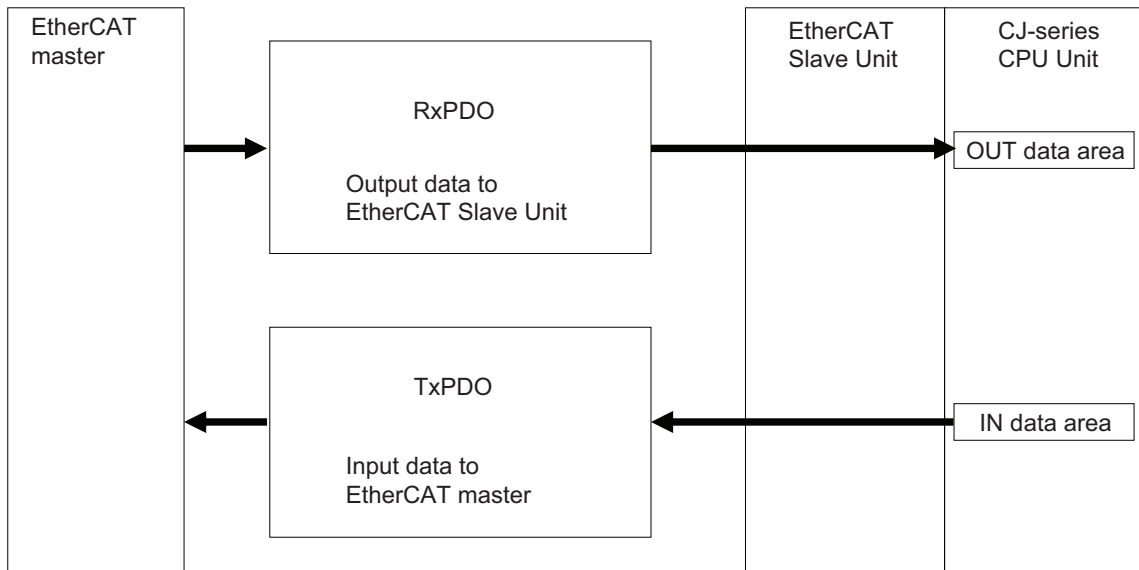 EtherCAT
master
EtherCAT
Slave Unit
CJ-series
CPU Unit
RxPDO
Output data to
EtherCAT Slave Unit
OUT data area
TxPDO
Input data to
EtherCAT master
IN data area